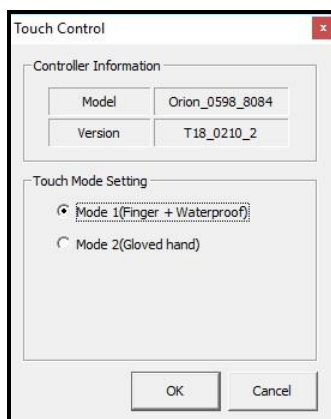 Touch Control
x
Controller Information
Model Orion_0598_8084
Version T18_0210_2
Touch Mode Setting
Mode 1(Finger + Waterproof)
Mode 2(Gloved hand)
OK Cancel